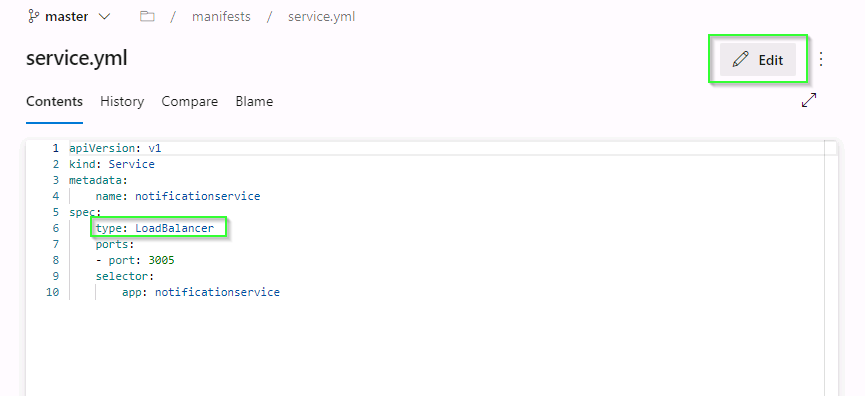 master / manifests / service.yml
service.yml
Edit
Contents History Compare Blame
1 apiVersion: v1
2 kind: Service
3 metadata:
4 name: notificationservice
5 spec:
6 type: LoadBalancer
7 ports:
8 - port: 3005
9 selector:
10 app: notificationservice